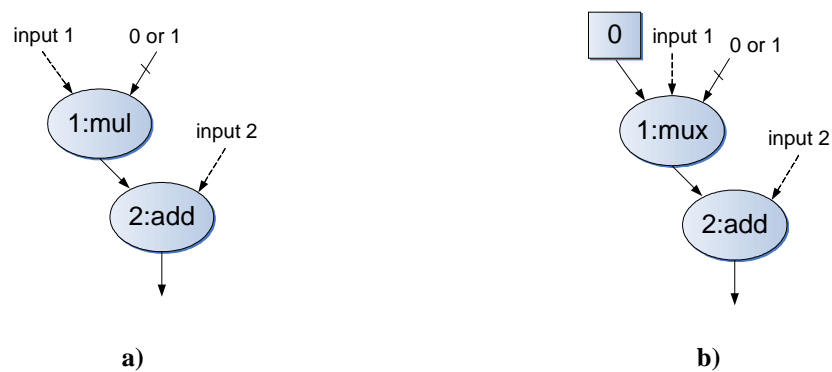 input 1
0 or 1
1:mul
input 2
2:add
a)
0
input 1
0 or 1
1:mux
input 2
2:add
b)